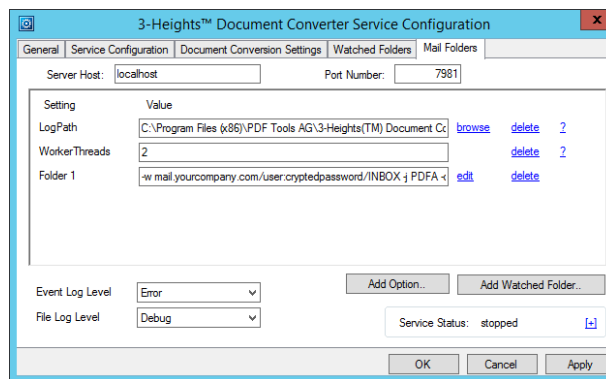 3-Heights™ Document Converter Service Configuration
x
General Service Configuration Document Conversion Settings Watched Folders Mail Folders
Server Host: localhost Port Number: 7981
Setting Value
LogPath C:\Program Files (x86)\PDF Tools AG\3-Heights(TM) Document Cc browse delete ?
WorkerThreads 2 delete ?
Folder 1 -w mail.yourcompany.com/user:cryptedpassword/INBOX -j PDFA edit delete
Add Option.. Add Watched Folder..
Event Log Level Error
File Log Level Debug
Service Status: stopped [+]
OK Cancel Apply